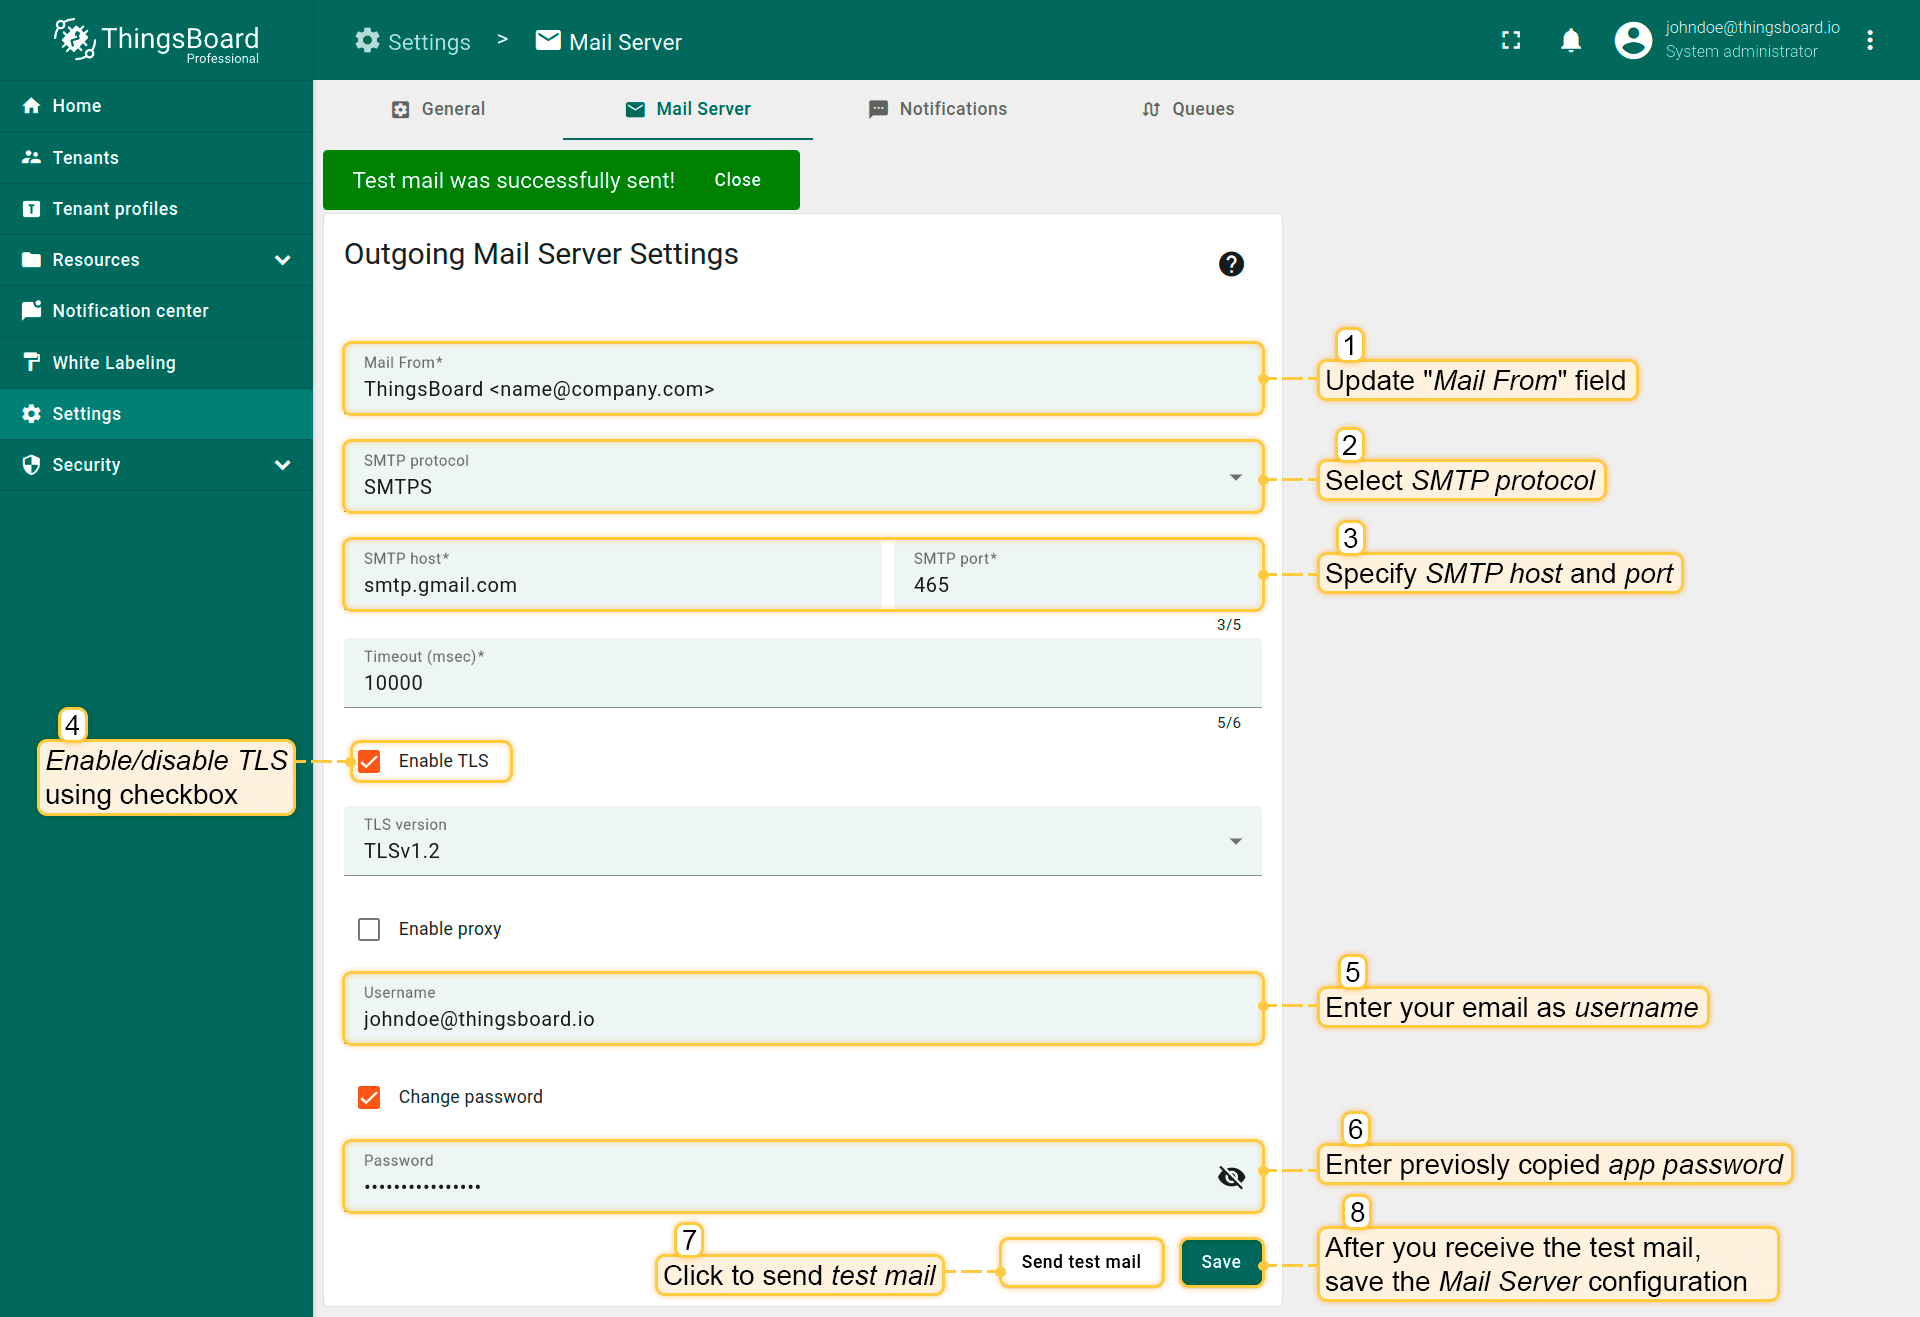 ThingsBoard
Professional
Settings > Mail Server
johndoe@thingsboard.io
System administrator
Home
Tenants
Tenant profiles
Resources
Notification center
White Labeling
Settings
Security
General
Mail Server
Notifications
Queues
Test mail was successfully sent! Close
Outgoing Mail Server Settings
?
Mail From*
ThingsBoard <name@company.com>
1
Update "Mail From" field
SMTP protocol
SMTPS
2
Select SMTP protocol
SMTP host*
smtp.gmail.com
SMTP port*
465
3
Specify SMTP host and port
3/5
Timeout (msec)*
10000
5/6
4
Enable/disable TLS
using checkbox
Enable TLS
TLS version
TLSv1.2
Enable proxy
Username
johndoe@thingsboard.io
5
Enter your email as username
Change password
Password
••••••••••••••••
6
Enter previosly copied app password
7
Click to send test mail
Send test mail
Save
8
After you receive the test mail,
save the Mail Server configuration